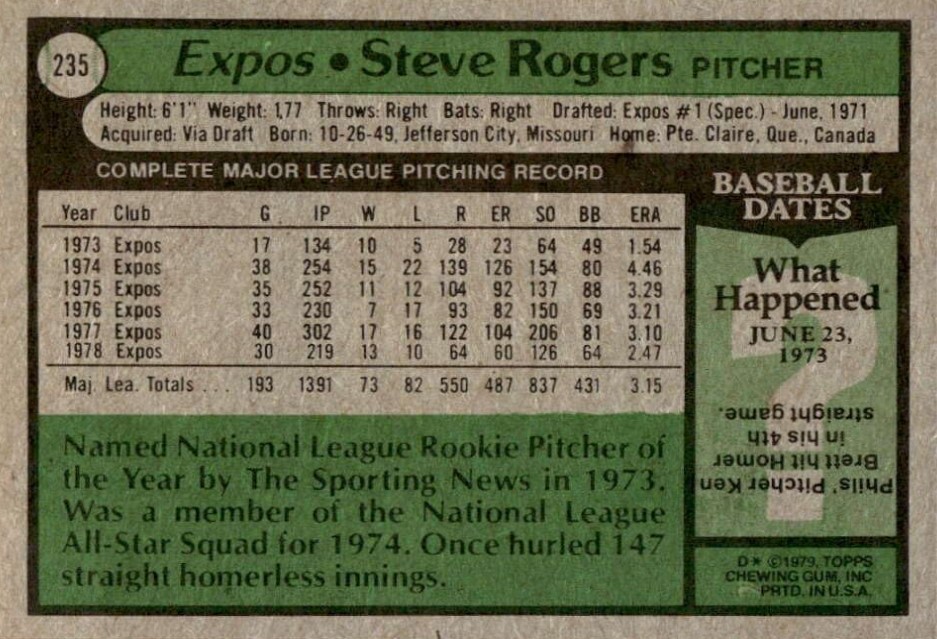 235
Expos • Steve Rogers PITCHER
Height: 6'1" Weight: 177 Throws: Right Bats: Right Drafted: Expos #1 (Spec.) - June, 1971
Acquired: Via Draft Born: 10-26-49, Jefferson City, Missouri Home: Pte. Claire, Que., Canada
COMPLETE MAJOR LEAGUE PITCHING RECORD
Year Club G IP W L R ER SO BB ERA
1973 Expos 17 134 10 5 28 23 64 49 1.54
1974 Expos 38 254 15 22 139 126 154 80 4.46
1975 Expos 35 252 11 12 104 92 137 88 3.29
1976 Expos 33 230 7 17 93 82 150 69 3.21
1977 Expos 40 302 17 16 122 104 206 81 3.10
1978 Expos 30 219 13 10 64 60 126 64 2.47
Maj. Lea. Totals . . . 193 1391 73 82 550 487 837 431 3.15
Named National League Rookie Pitcher of
the Year by The Sporting News in 1973.
Was a member of the National League
All-Star Squad for 1974. Once hurled 147
straight homerless innings.
BASEBALL
DATES
What
Happened
JUNE 23,
1973
Phils' Pitcher Ken
Brett hit Homer
in his 4th
straight game.
D* ©1979, TOPPS
CHEWING GUM, INC
PRTD. IN U.S.A.